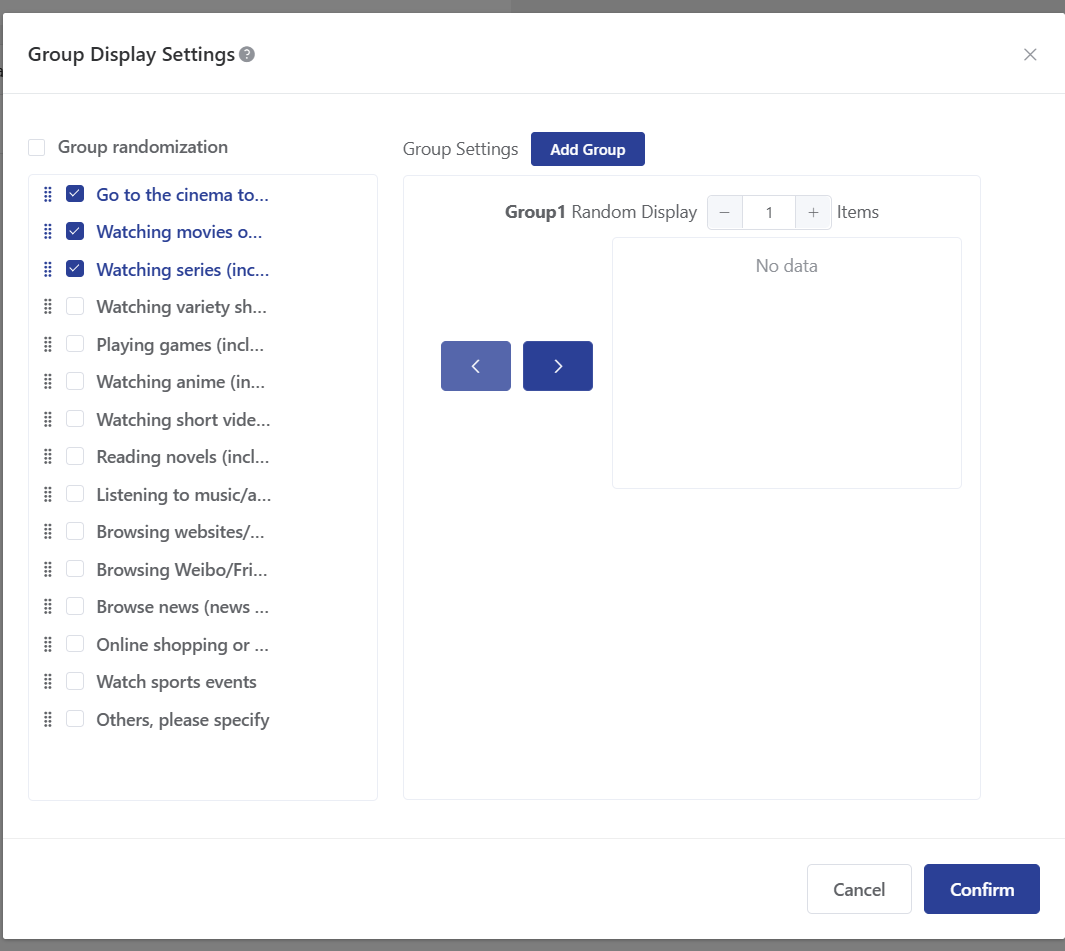 Group Display Settings
Group randomization
Go to the cinema to...
Watching movies o...
Watching series (inc...
Watching variety sh...
Playing games (incl...
Watching anime (in...
Watching short vide...
Reading novels (incl...
Listening to music/a...
Browsing websites/...
Browsing Weibo/Fri...
Browse news (news ...
Online shopping or ...
Watch sports events
Others, please specify
Group Settings Add Group
Group1 Random Display − 1 + Items
No data
Cancel Confirm